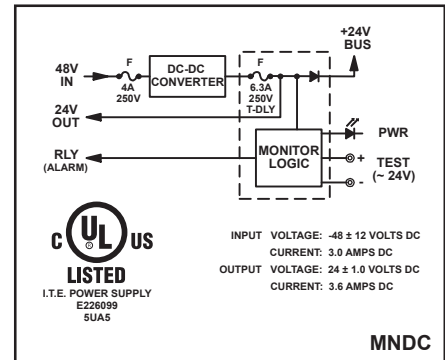 +24V
BUS
48V
IN
F
4A
250V
DC-DC
CONVERTER
F
6.3A
250V
T-DLY
24V
OUT
RLY
(ALARM)
MONITOR
LOGIC
PWR
+
TEST
(~ 24V)
-
C UL US
®
LISTED
I.T.E. POWER SUPPLY
E226099
5UA5
INPUT VOLTAGE: -48 ± 12 VOLTS DC
CURRENT: 3.0 AMPS DC
OUTPUT VOLTAGE: 24 ± 1.0 VOLTS DC
CURRENT: 3.6 AMPS DC
MNDC